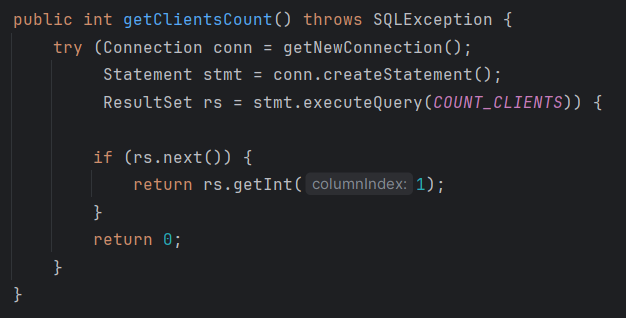 public int getClientsCount() throws SQLException {
    try (Connection conn = getNewConnection();
         Statement stmt = conn.createStatement();
         ResultSet rs = stmt.executeQuery(COUNT_CLIENTS)) {

        if (rs.next()) {
            return rs.getInt( columnIndex: 1);
        }
        return 0;
    }
}